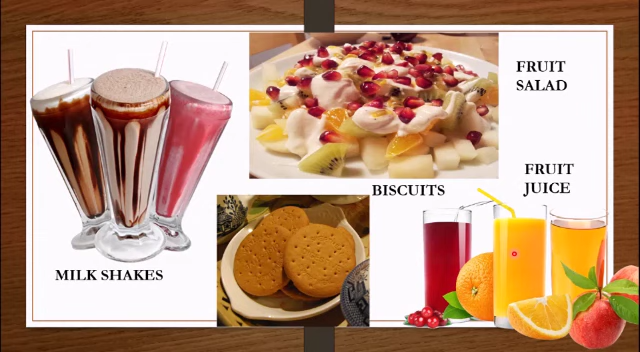 FRUIT
SALAD
FRUIT
JUICE
BISCUITS
MILK SHAKES